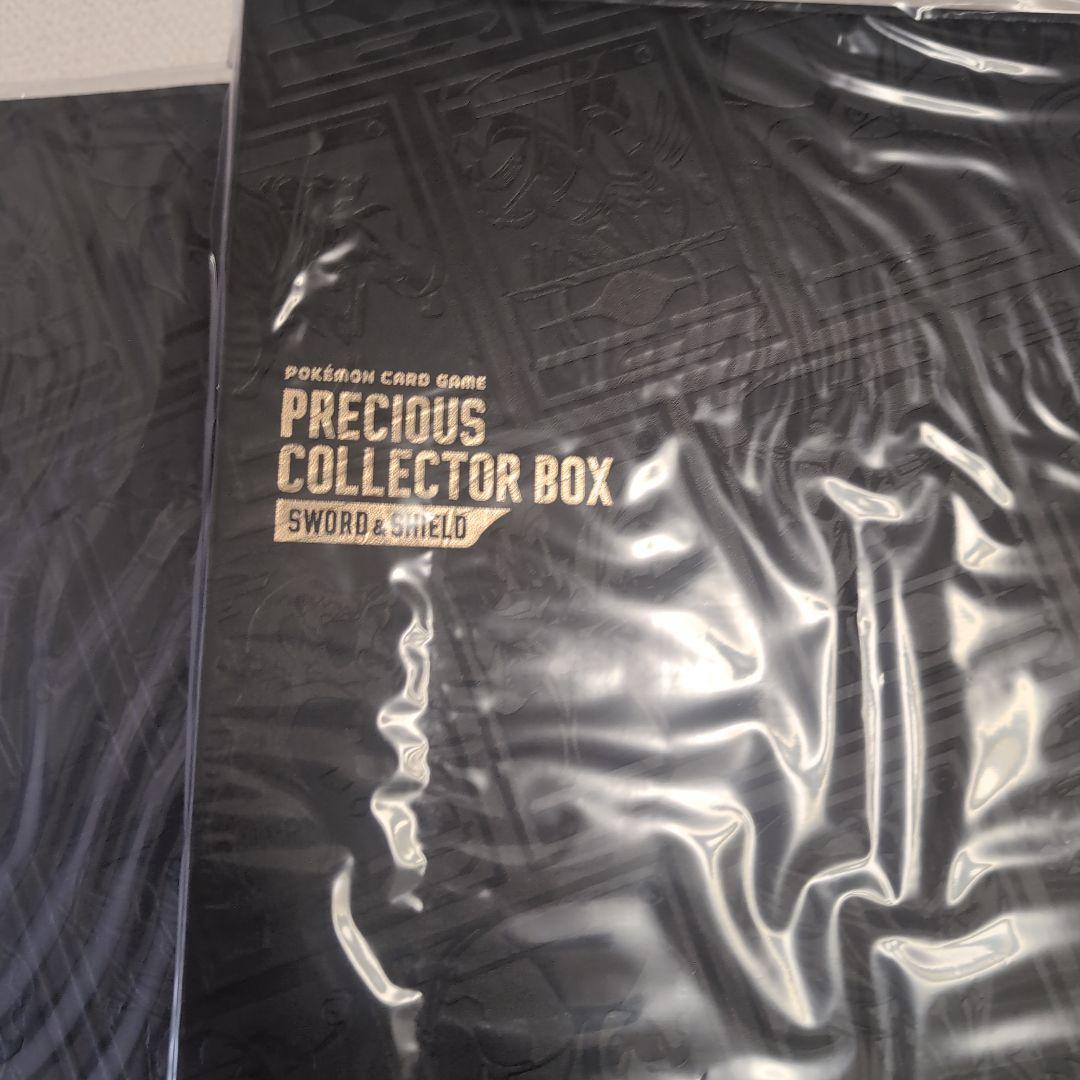 POKÉMON CARD GAME
PRECIOUS
COLLECTOR BOX
SWORD & SHIELD